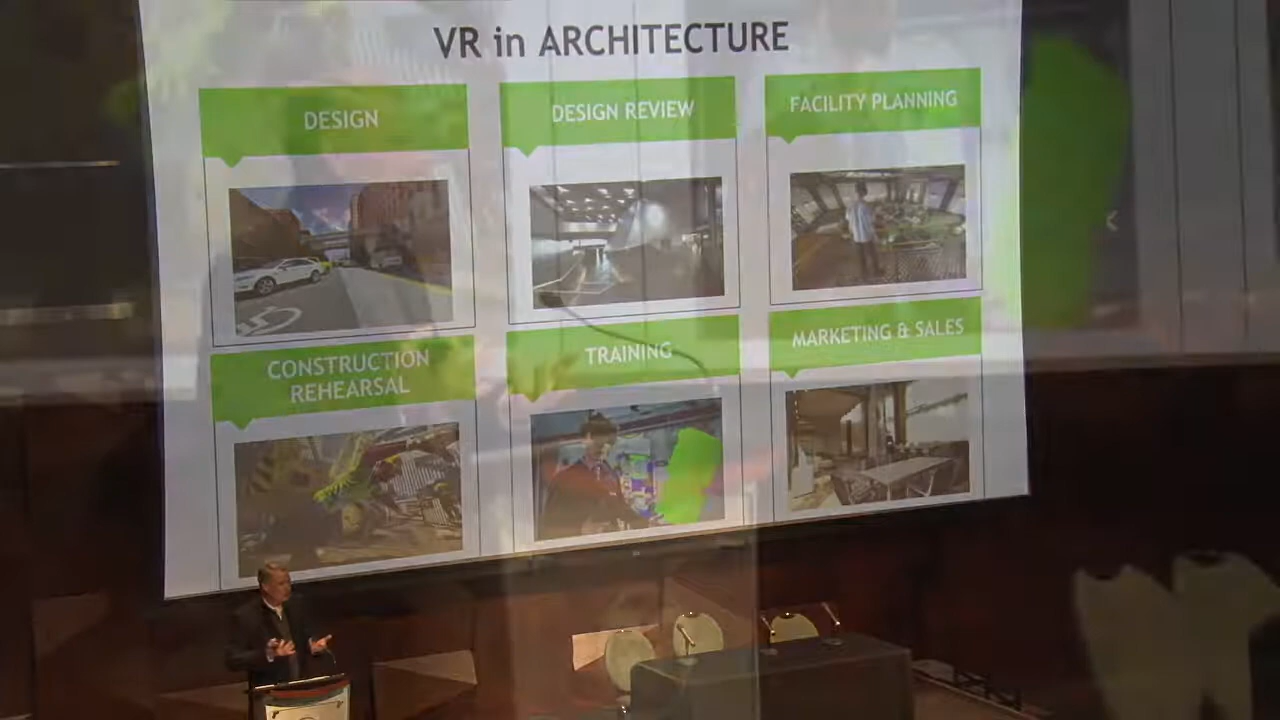 VR in ARCHITECTURE
DESIGN
DESIGN REVIEW
FACILITY PLANNING
CONSTRUCTION
REHEARSAL
TRAINING
MARKETING & SALES